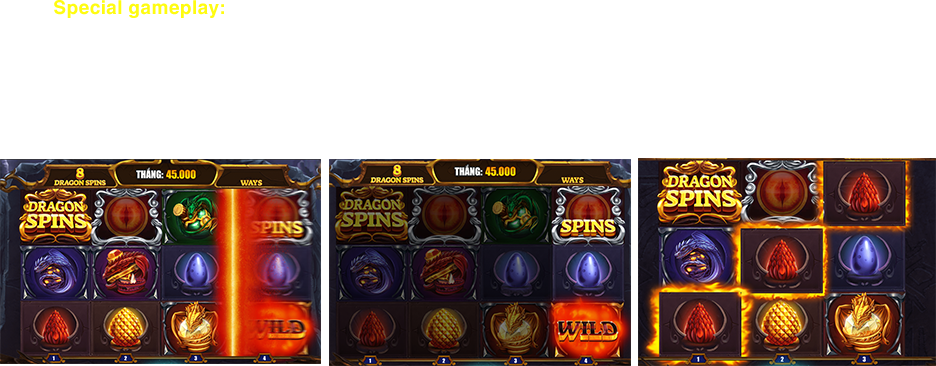 Special gameplay:
8
DRAGON SPINS
THẮNG: 45.000
WAYS
DRAGON
SPINS
SPINS
WILD
1 2 3 4
8
DRAGON SPINS
THẮNG: 45.000
WAYS
DRAGON
SPINS
SPINS
WILD
1 2 3 4
DRAGON
SPINS
1 2 3